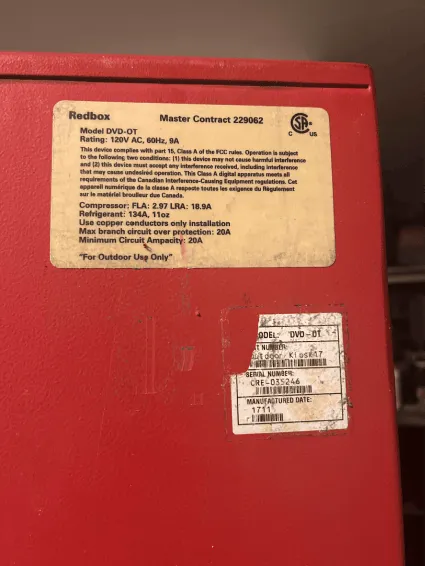 Redbox
Master Contract 229062
Model DVD-OT
Rating: 120V AC, 60Hz, 9A
C US
This device complies with part 15, Class A of the FCC rules. Operation is subject
to the following two conditions: (1) this device may not cause harmful interference
and (2) this device must accept any interference received, including interference
that may cause undesired operation. This Class A digital apparatus meets all
requirements of the Canadian Interference-Causing Equipment regulations. Cet
appareil numérique de la classe A respecte toutes les exigence du Règulement
sur le matériel brouilleur due Canada.
Compressor: FLA: 2.97 LRA: 18.9A
Refrigerant: 134A, 11oz
Use copper conductors only installation
Max branch circuit over protection: 20A
Minimum Circuit Ampacity: 20A
"For Outdoor Use Only"
ODEL: DVD-OT
NUMBER:
utdoor Kiosk17
SERIAL NUMBER:
CRE-035246
MANUFACTURED DATE:
1711